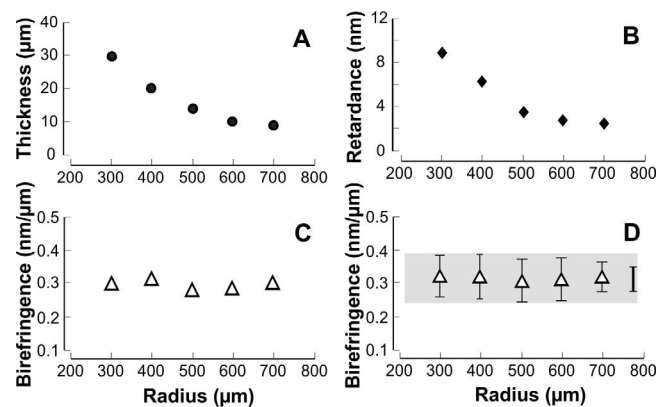 40
30
20
10
0
Thickness (µm)
A
200 300 400 500 600 700 800
12
8
4
0
Retardance (nm)
B
200 300 400 500 600 700 800
0.5
0.4
0.3
0.2
0.1
Birefringence (nm/µm)
C
200 300 400 500 600 700 800
Radius (µm)
0.5
0.4
0.3
0.2
0.1
Birefringence (nm/µm)
D
200 300 400 500 600 700 800
Radius (µm)